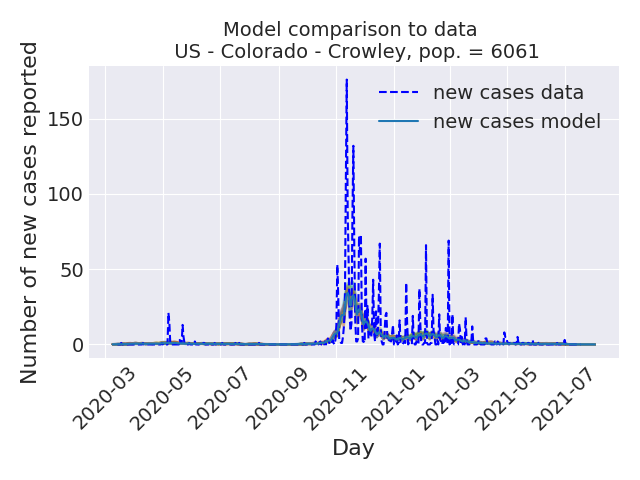 Model comparison to data
US - Colorado - Crowley, pop. = 6061
Number of new cases reported
150
100
50
0
new cases data
new cases model
2020-03
2020-05
2020-07
2020-09
2020-11
2021-01
2021-03
2021-05
2021-07
Day